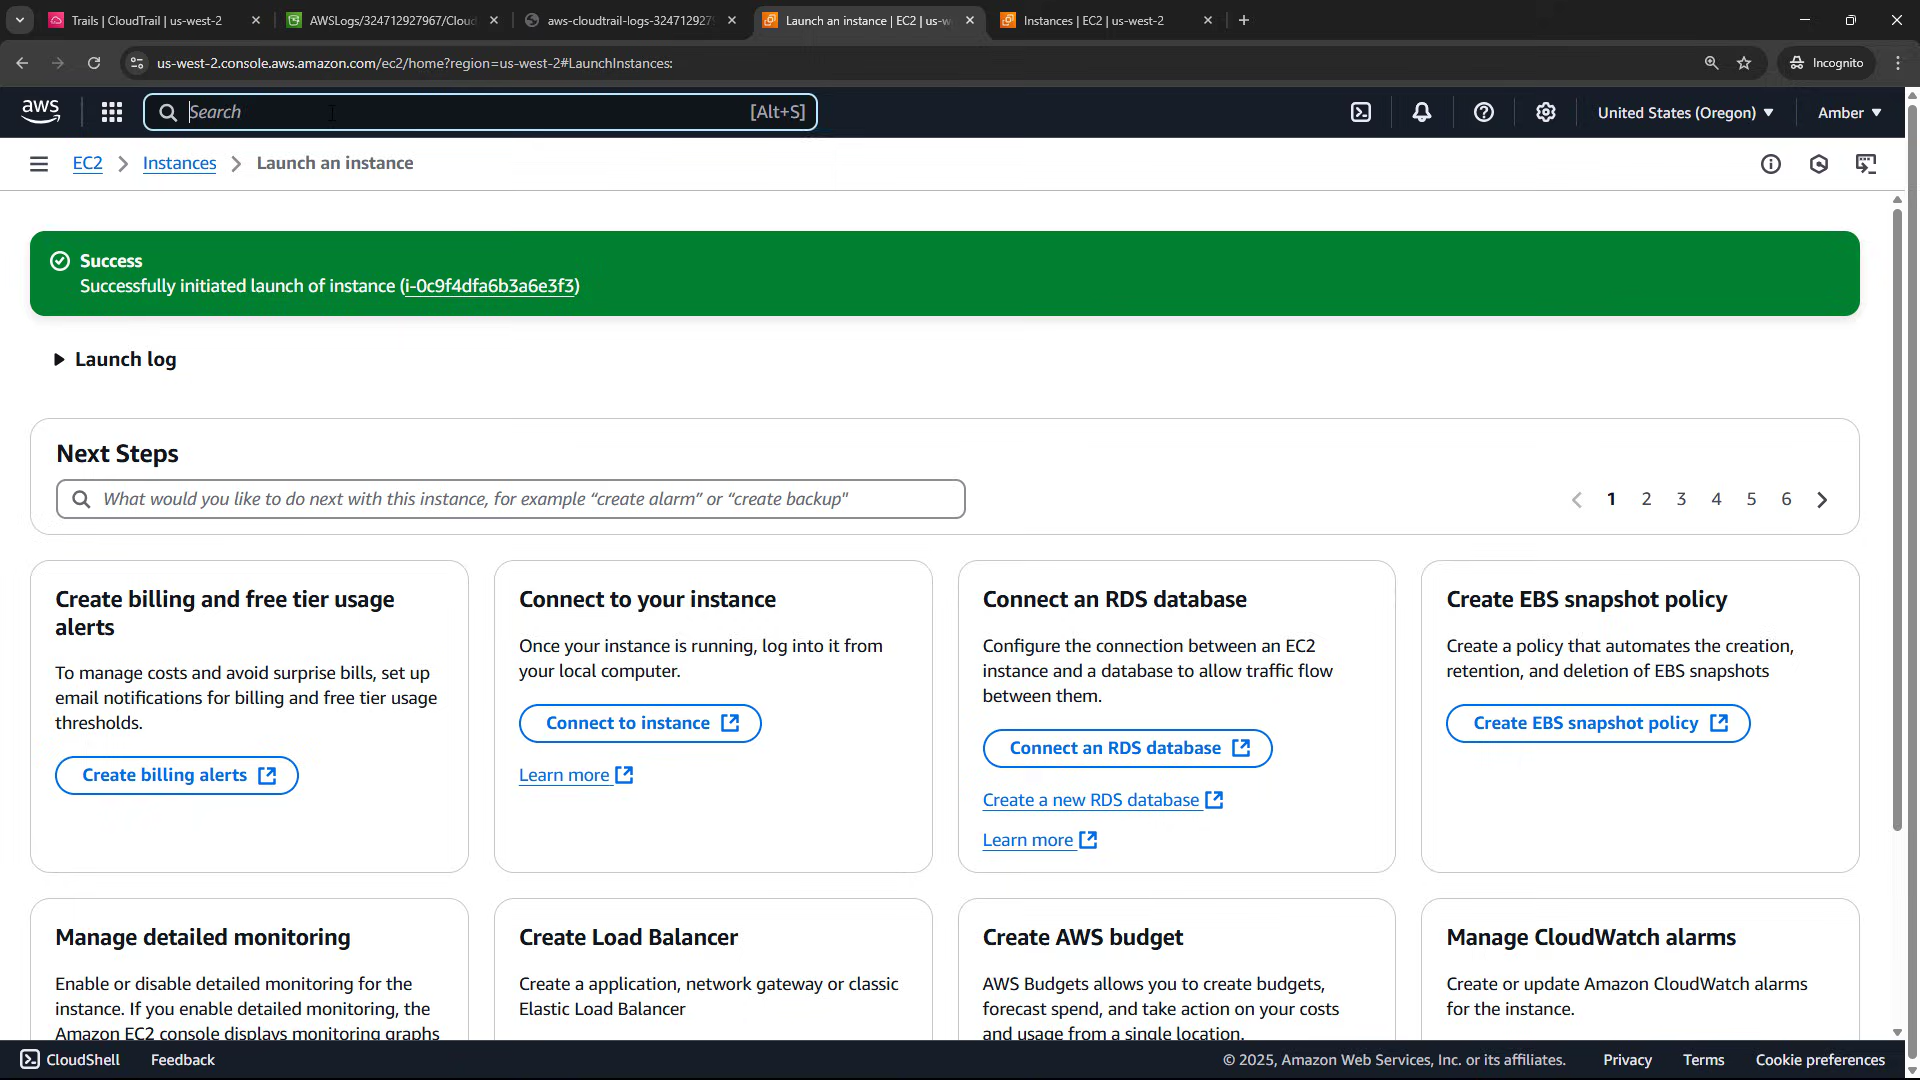 Trails | CloudTrail | us-west-2
AWSLogs/324712927967/Cloud
aws-cloudtrail-logs-324712927
Launch an instance | EC2 | us-w
Instances | EC2 | us-west-2
us-west-2.console.aws.amazon.com/ec2/home?region=us-west-2#LaunchInstances:
Incognito
aws
Search
[Alt+S]
United States (Oregon)
Amber
EC2
Instances
Launch an instance
Success
Successfully initiated launch of instance (i-0c9f4dfa6b3a6e3f3)
Launch log
Next Steps
What would you like to do next with this instance, for example “create alarm” or “create backup"
1 2 3 4 5 6
Create billing and free tier usage
alerts
To manage costs and avoid surprise bills, set up
email notifications for billing and free tier usage
thresholds.
Create billing alerts
Connect to your instance
Once your instance is running, log into it from
your local computer.
Connect to instance
Learn more
Connect an RDS database
Configure the connection between an EC2
instance and a database to allow traffic flow
between them.
Connect an RDS database
Create a new RDS database
Learn more
Create EBS snapshot policy
Create a policy that automates the creation,
retention, and deletion of EBS snapshots
Create EBS snapshot policy
Manage detailed monitoring
Enable or disable detailed monitoring for the
instance. If you enable detailed monitoring, the
Amazon EC2 console displays monitoring graphs
Create Load Balancer
Create a application, network gateway or classic
Elastic Load Balancer
Create AWS budget
AWS Budgets allows you to create budgets,
forecast spend, and take action on your costs
and usage from a single location.
Manage CloudWatch alarms
Create or update Amazon CloudWatch alarms
for the instance.
CloudShell
Feedback
© 2025, Amazon Web Services, Inc. or its affiliates.
Privacy
Terms
Cookie preferences